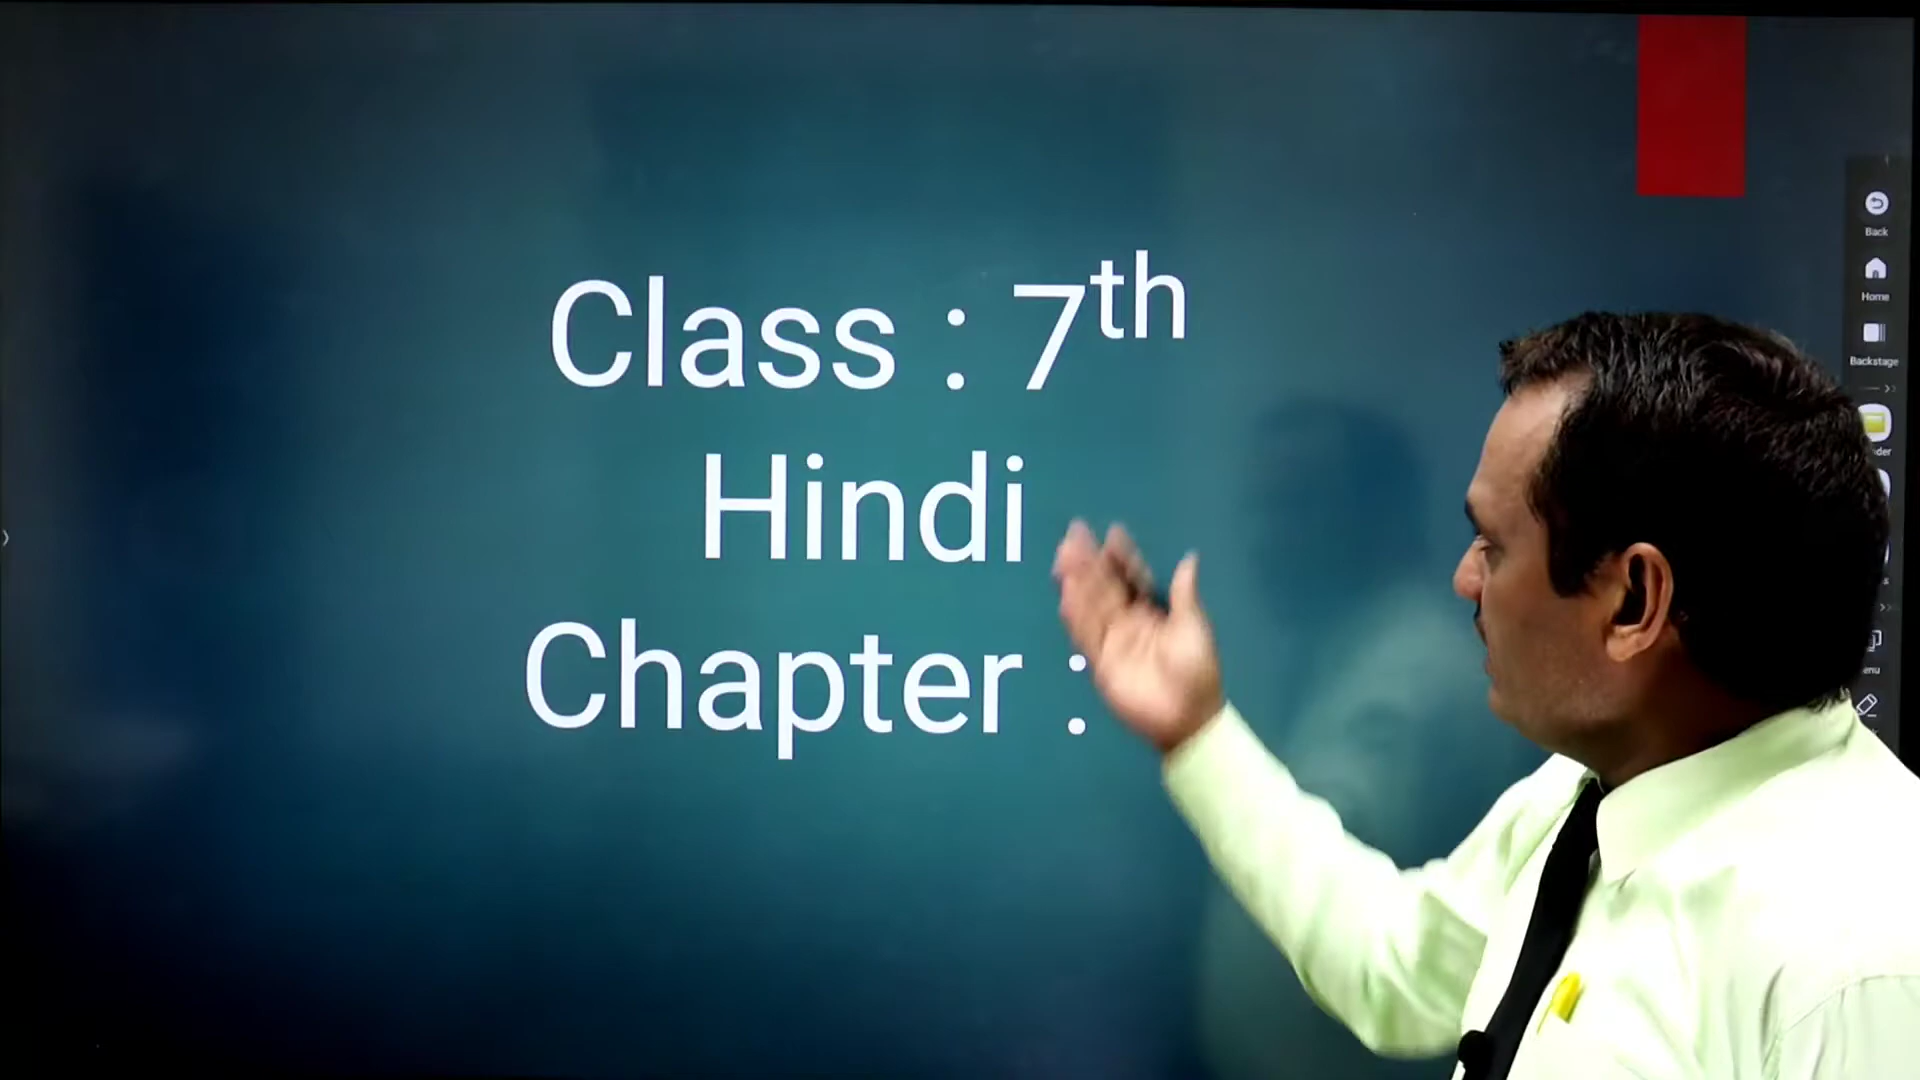 Class : 7th
Hindi
Chapter :
Back
Home
Backstage